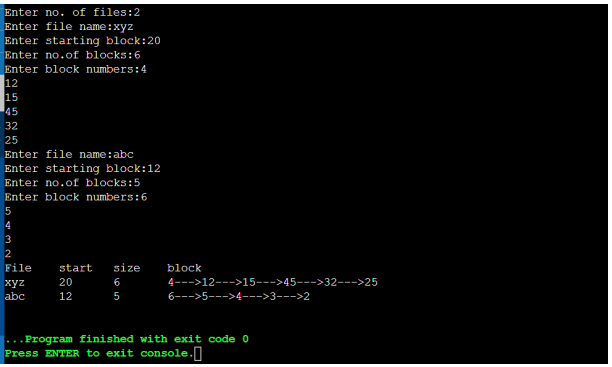 Enter no. of files:2
Enter file name:xyz
Enter starting block:20
Enter no.of blocks:6
Enter block numbers:4
12
15
45
32
25
Enter file name:abc
Enter starting block:12
Enter no.of blocks:5
Enter block numbers:6
5
4
3
2
File start size block
xyz 20 6 4--->12--->15--->45--->32--->25
abc 12 5 6--->5--->4--->3--->2
...Program finished with exit code 0
Press ENTER to exit console.